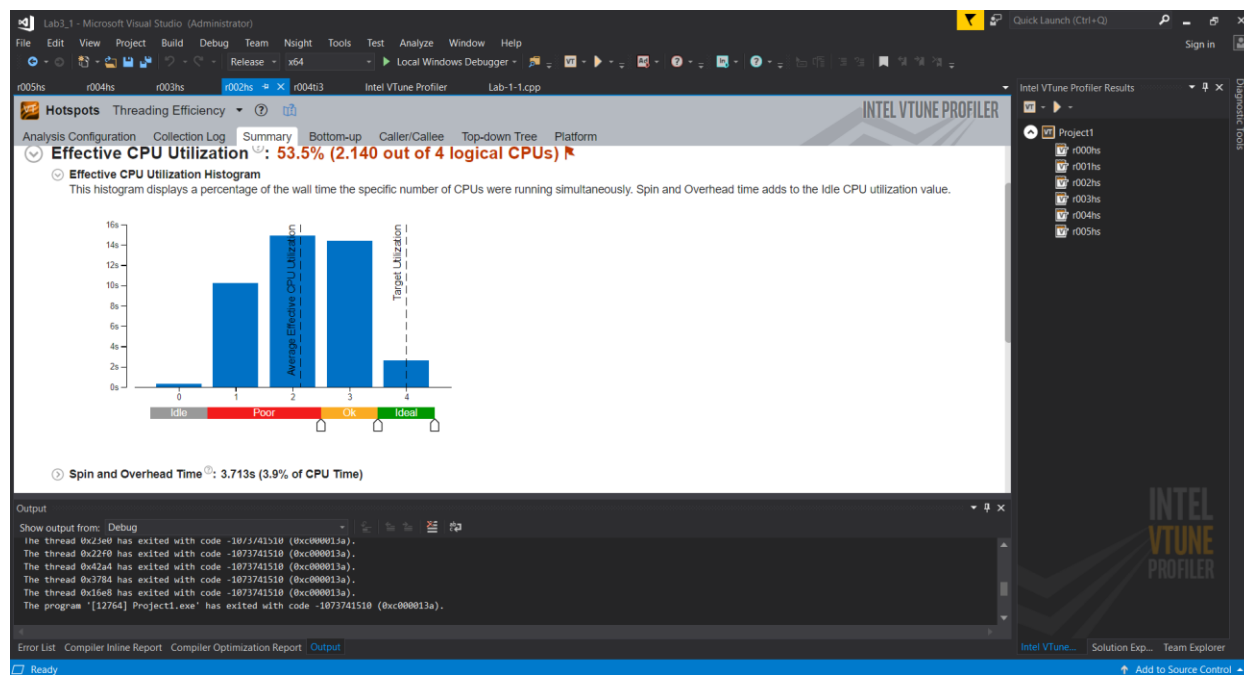 Lab3_1 - Microsoft Visual Studio (Administrator)
Quick Launch (Ctrl+Q)
File Edit View Project Build Debug Team Nsight Tools Test Analyze Window Help
Sign in
Release x64 Local Windows Debugger
r005hs r004hs r003hs r002hs r004ti3 Intel VTune Profiler Lab-1-1.cpp
Hotspots Threading Efficiency
INTEL VTUNE PROFILER
Analysis Configuration Collection Log Summary Bottom-up Caller/Callee Top-down Tree Platform
Effective CPU Utilization : 53.5% (2.140 out of 4 logical CPUs)
Effective CPU Utilization Histogram
This histogram displays a percentage of the wall time the specific number of CPUs were running simultaneously. Spin and Overhead time adds to the Idle CPU utilization value.
16s
14s
12s
10s
8s
6s
4s
2s
0s
Average Effective CPU Utilization
Target Utilization
0 1 2 3 4
Idle Poor Ok Ideal
Spin and Overhead Time : 3.713s (3.9% of CPU Time)
Intel VTune Profiler Results
Project1
r000hs
r001hs
r002hs
r003hs
r004hs
r005hs
Diagnostic Tools
INTEL
VTUNE
PROFILER
Output
Show output from: Debug
The thread 0x23e0 has exited with code -1073741510 (0xc000013a).
The thread 0x22f0 has exited with code -1073741510 (0xc000013a).
The thread 0x42a4 has exited with code -1073741510 (0xc000013a).
The thread 0x3784 has exited with code -1073741510 (0xc000013a).
The thread 0x16e8 has exited with code -1073741510 (0xc000013a).
The program '[12764] Project1.exe' has exited with code -1073741510 (0xc000013a).
Error List Compiler Inline Report Compiler Optimization Report Output
Intel VTune... Solution Exp... Team Explorer
Ready
Add to Source Control